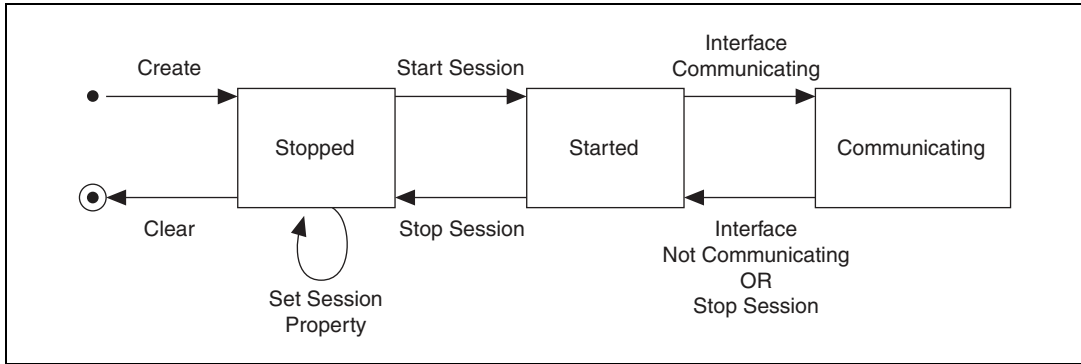 Create
Start Session
Interface
Communicating
Stopped
Started
Communicating
Clear
Stop Session
Interface
Not Communicating
OR
Stop Session
Set Session
Property